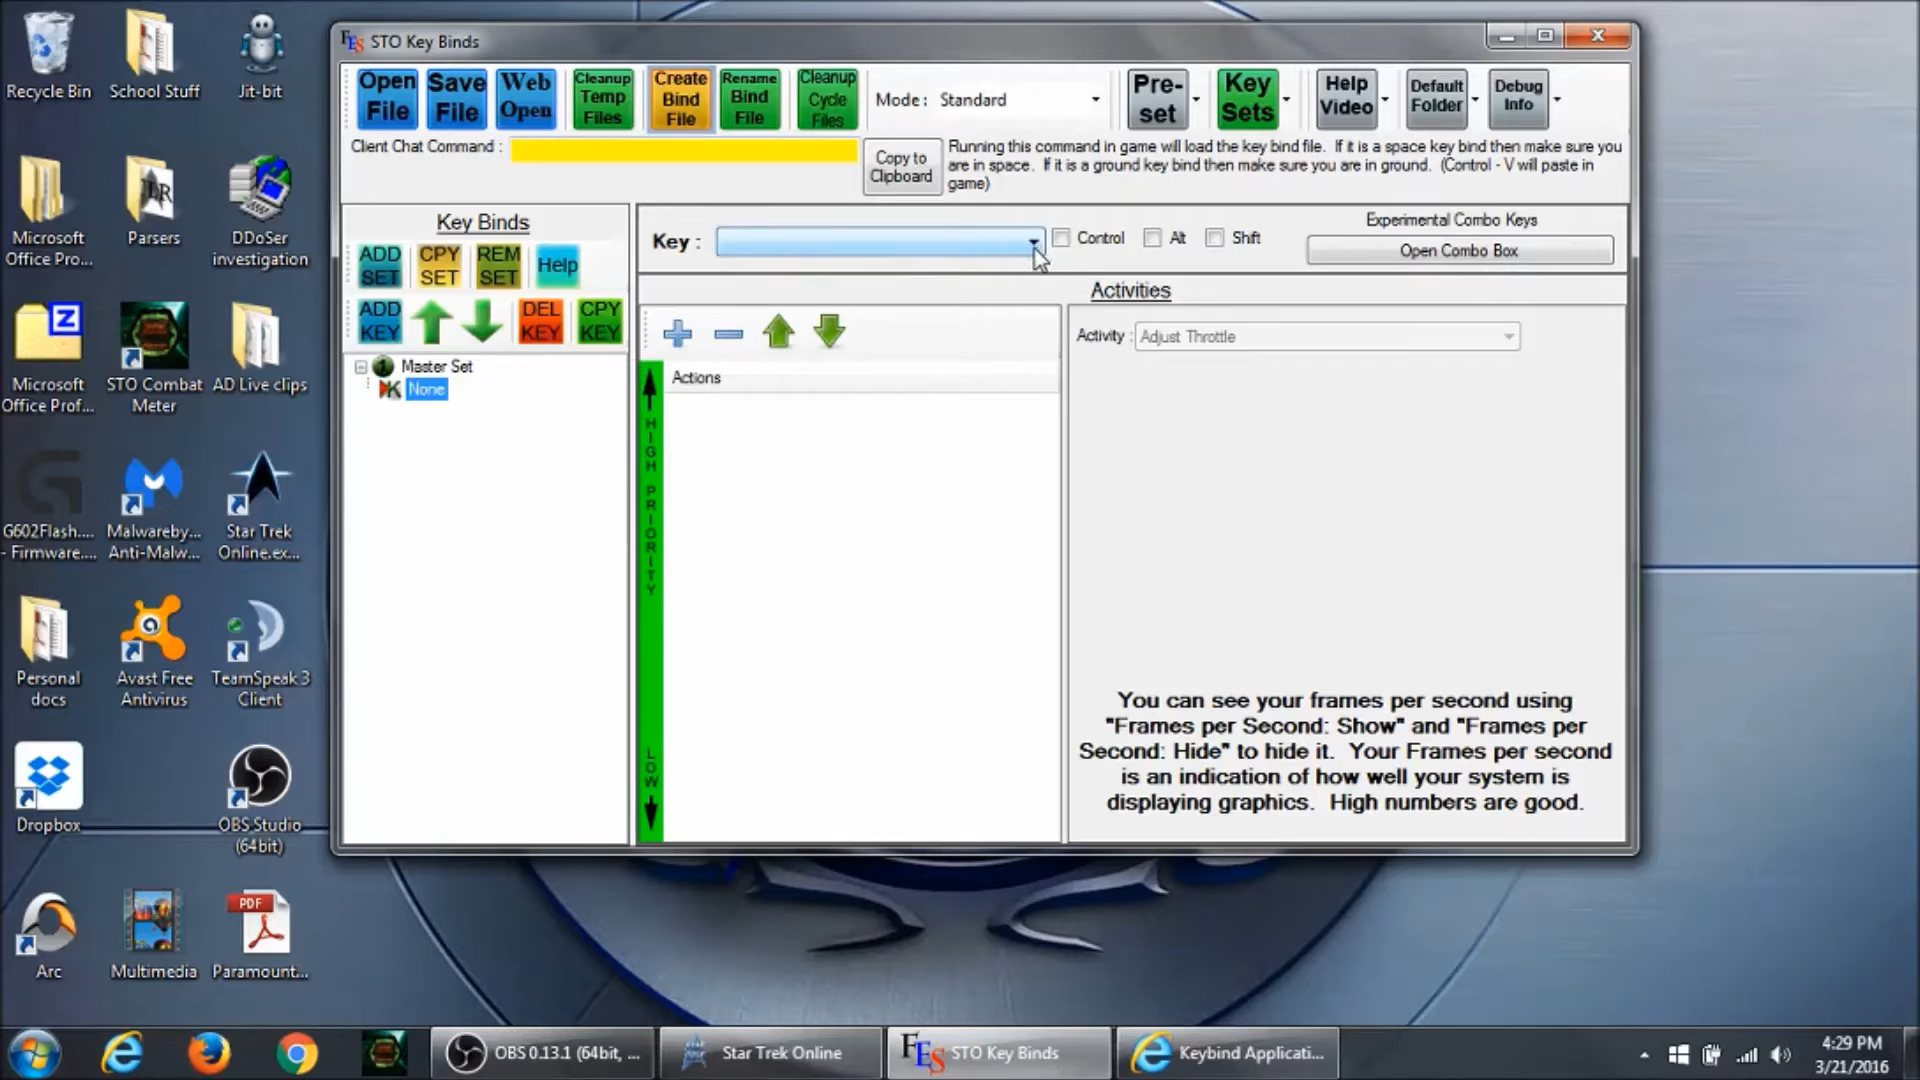 Recycle Bin
School Stuff
Jit-bit
Microsoft
Office Pro...
Parsers
DDoSer
investigation
Microsoft
Office Prof...
STO Combat
Meter
AD Live clips
G602Flash....
- Firmware....
Malwareby...
Anti-Malw...
Star Trek
Online.ex...
Personal
docs
Avast Free
Antivirus
TeamSpeak 3
Client
Dropbox
OBS Studio
(64bit)
Arc
Multimedia
PDF
Paramount...
FES STO Key Binds
Open
File
Save
File
Web
Open
Cleanup
Temp
Files
Create
Bind
File
Rename
Bind
File
Cleanup
Cycle
Files
Mode : Standard
Pre-
set
Key
Sets
Help
Video
Default
Folder
Debug
Info
Client Chat Command :
Copy to
Clipboard
Running this command in game will load the key bind file. If it is a space key bind then make sure you
are in space. If it is a ground key bind then make sure you are in ground. (Control - V will paste in
game)
Key Binds
ADD
SET
CPY
SET
REM
SET
Help
ADD
KEY
DEL
KEY
CPY
KEY
1 Master Set
K None
Key :
Control
Alt
Shift
Experimental Combo Keys
Open Combo Box
Activities
Actions
HIGH PRIORITY
LOW
Activity : Adjust Throttle
You can see your frames per second using
"Frames per Second: Show" and "Frames per
Second: Hide" to hide it. Your Frames per second
is an indication of how well your system is
displaying graphics. High numbers are good.
OBS 0.13.1 (64bit, ...
Star Trek Online
FES STO Key Binds
Keybind Applicati...
4:29 PM
3/21/2016